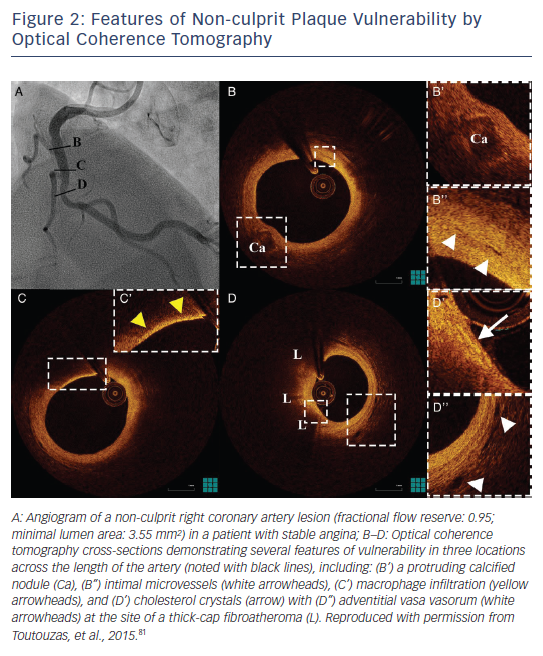 Figure 2: Features of Non-culprit Plaque Vulnerability by
Optical Coherence Tomography
A
B
C
D
B
Ca
B'
Ca
B''
C
C'
D
L
L
L
D'
D''
A: Angiogram of a non-culprit right coronary artery lesion (fractional flow reserve: 0.95;
minimal lumen area: 3.55 mm²) in a patient with stable angina; B–D: Optical coherence
tomography cross-sections demonstrating several features of vulnerability in three locations
across the length of the artery (noted with black lines), including: (B') a protruding calcified
nodule (Ca), (B'') intimal microvessels (white arrowheads), (C') macrophage infiltration (yellow
arrowheads), and (D') cholesterol crystals (arrow) with (D'') adventitial vasa vasorum (white
arrowheads) at the site of a thick-cap fibroatheroma (L). Reproduced with permission from
Toutouzas, et al., 2015.⁸¹